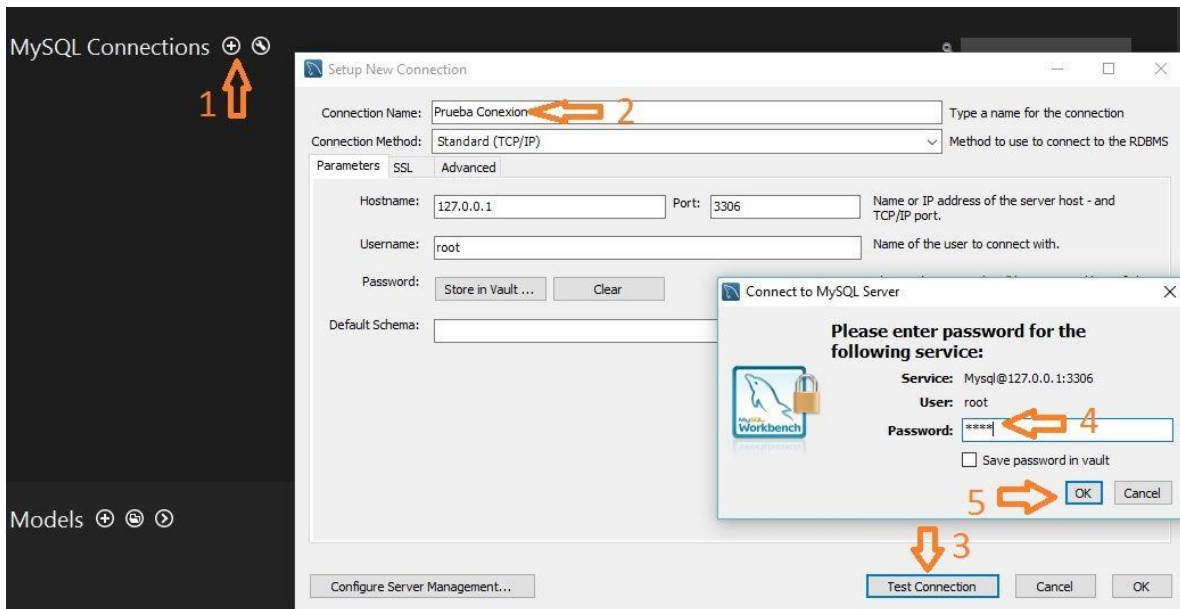 MySQL Connections
1
Setup New Connection
Connection Name: Prueba Conexion 2 Type a name for the connection
Connection Method: Standard (TCP/IP) Method to use to connect to the RDBMS
Parameters SSL Advanced
Hostname: 127.0.0.1 Port: 3306 Name or IP address of the server host - and
TCP/IP port.
Username: root Name of the user to connect with.
Password: Store in Vault ... Clear
Default Schema:
Connect to MySQL Server
Please enter password for the
following service:
Service: Mysql@127.0.0.1:3306
User: root
Password: **** 4
Save password in vault
5 OK Cancel
MySQL
Workbench
Models
3
Configure Server Management... Test Connection Cancel OK